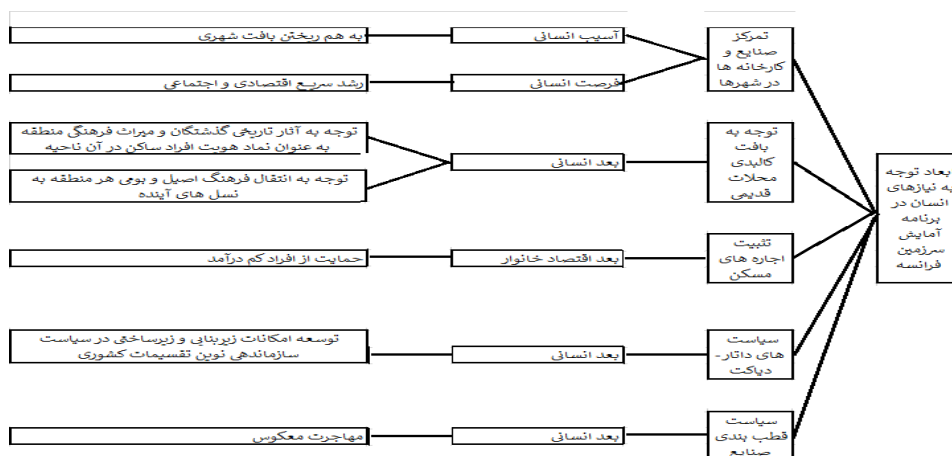 ابعاد توجه
به نیازهای
انسان در
برنامه
آمایش
سرزمین
فرانسه
تمرکز
صنایع و
کارخانه ها
در شهرها
آسیب انسانی
به هم ریختن بافت شهری
فرصت انسانی
رشد سریع اقتصادی و اجتماعی
توجه به
بافت
کالبدی
محلات
قدیمی
بعد انسانی
توجه به آثار تاریخی گذشتگان و میراث فرهنگی منطقه
به عنوان نماد هویت افراد ساکن در آن ناحیه
توجه به انتقال فرهنگ اصیل و بومی هر منطقه به
نسل های آینده
تثبیت
اجاره های
مسکن
بعد اقتصاد خانوار
حمایت از افراد کم درآمد
سیاست
های داتار-
دیاکت
بعد انسانی
توسعه امکانات زیربنایی و زیرساختی در سیاست
سازماندهی نوین تقسیمات کشوری
سیاست
قطب بندی
صنایع
بعد انسانی
مهاجرت معکوس